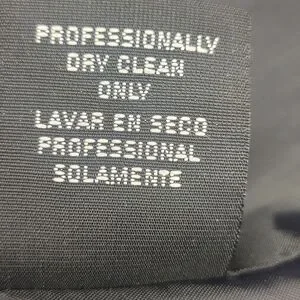 PROFESSIONALLY
DRY CLEAN
ONLY
LAVAR EN SECO
PROFESSIONAL
SOLAMENTE